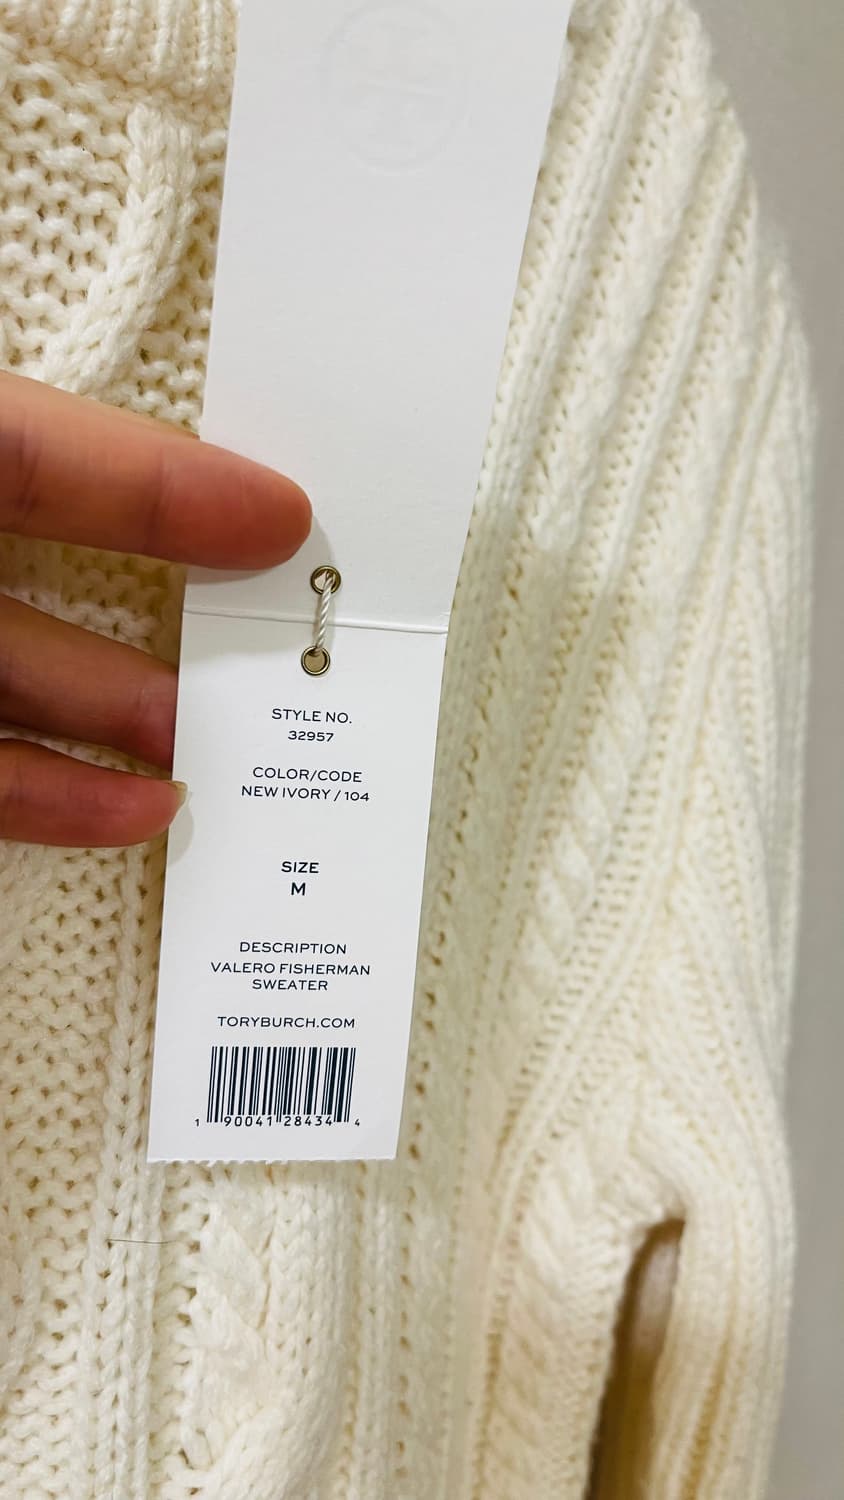 STYLE NO.
32957
COLOR/CODE
NEW IVORY / 104
SIZE
M
DESCRIPTION
VALERO FISHERMAN
SWEATER
TORYBURCH.COM
1 90041 28434 4